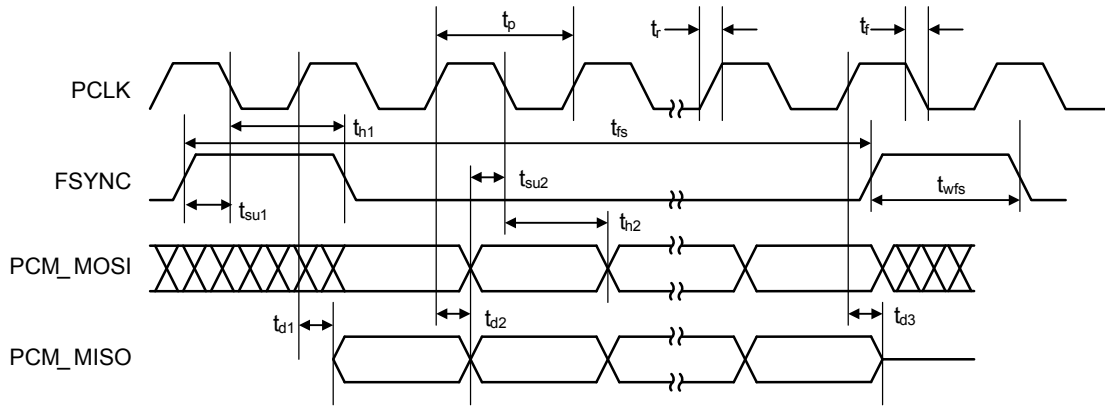 tp
tr
tf
PCLK
th1
tfs
FSYNC
tsu1
tsu2
twfs
th2
PCM_MOSI
td1
td2
td3
PCM_MISO